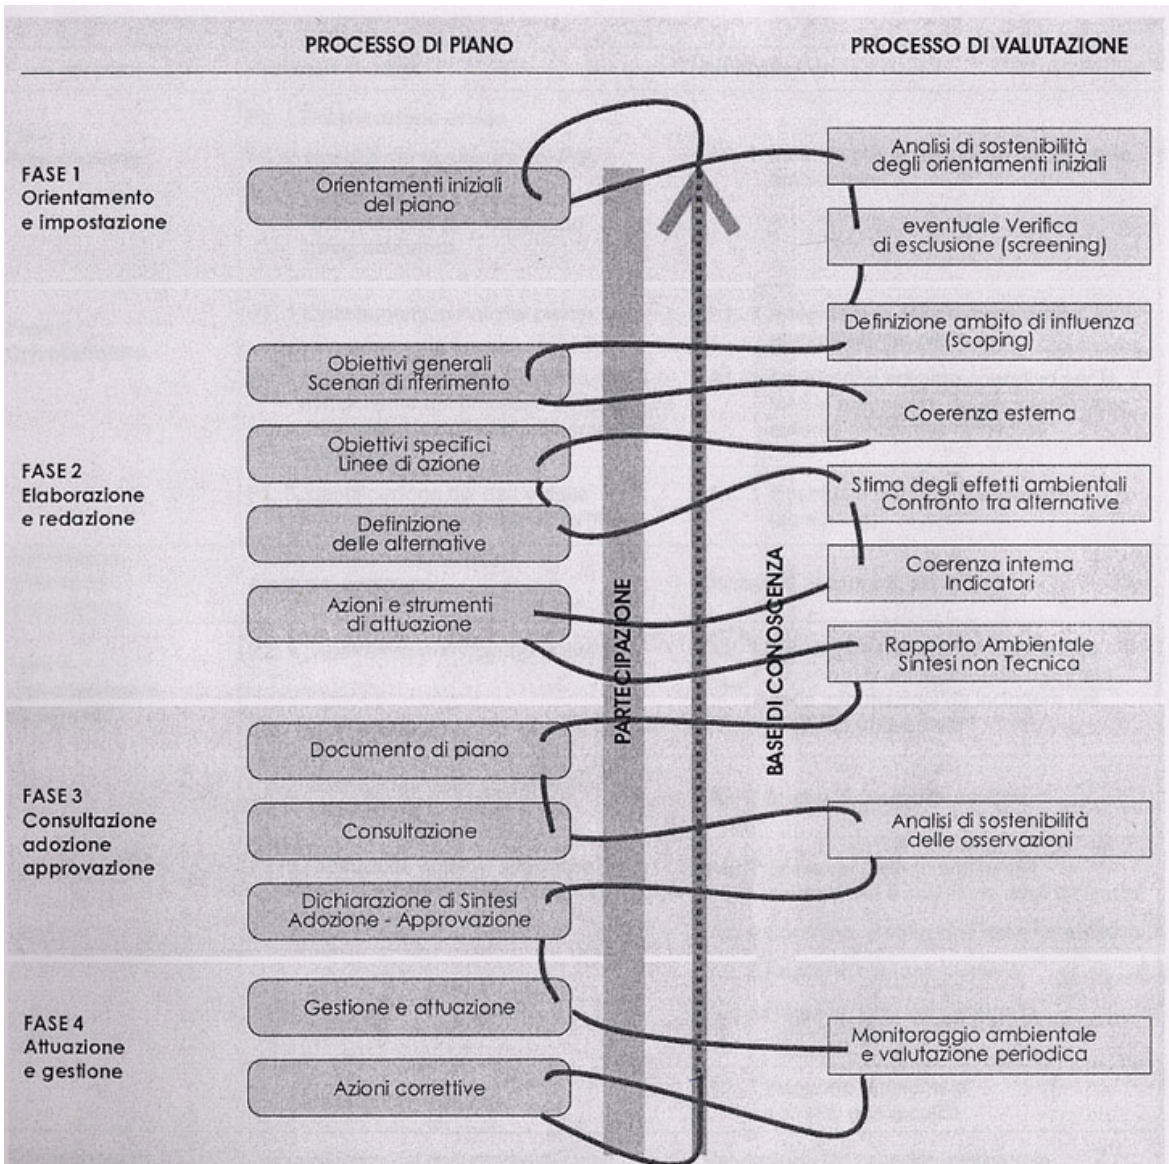 PROCESSO DI PIANO
PROCESSO DI VALUTAZIONE
FASE 1
Orientamento
e impostazione
Orientamenti iniziali
del piano
Analisi di sostenibilità
degli orientamenti iniziali
eventuale Verifica
di esclusione (screening)
Definizione ambito di influenza
(scoping)
FASE 2
Elaborazione
e redazione
Obiettivi generali
Scenari di riferimento
Coerenza esterna
Obiettivi specifici
Linee di azione
Stima degli effetti ambientali
Confronto tra alternative
Definizione
delle alternative
Coerenza interna
Indicatori
Azioni e strumenti
di attuazione
Rapporto Ambientale
Sintesi non Tecnica
PARTECIPAZIONE
BASE DI CONOSCENZA
FASE 3
Consultazione
adozione
approvazione
Documento di piano
Consultazione
Analisi di sostenibilità
delle osservazioni
Dichiarazione di Sintesi
Adozione - Approvazione
FASE 4
Attuazione
e gestione
Gestione e attuazione
Monitoraggio ambientale
e valutazione periodica
Azioni correttive